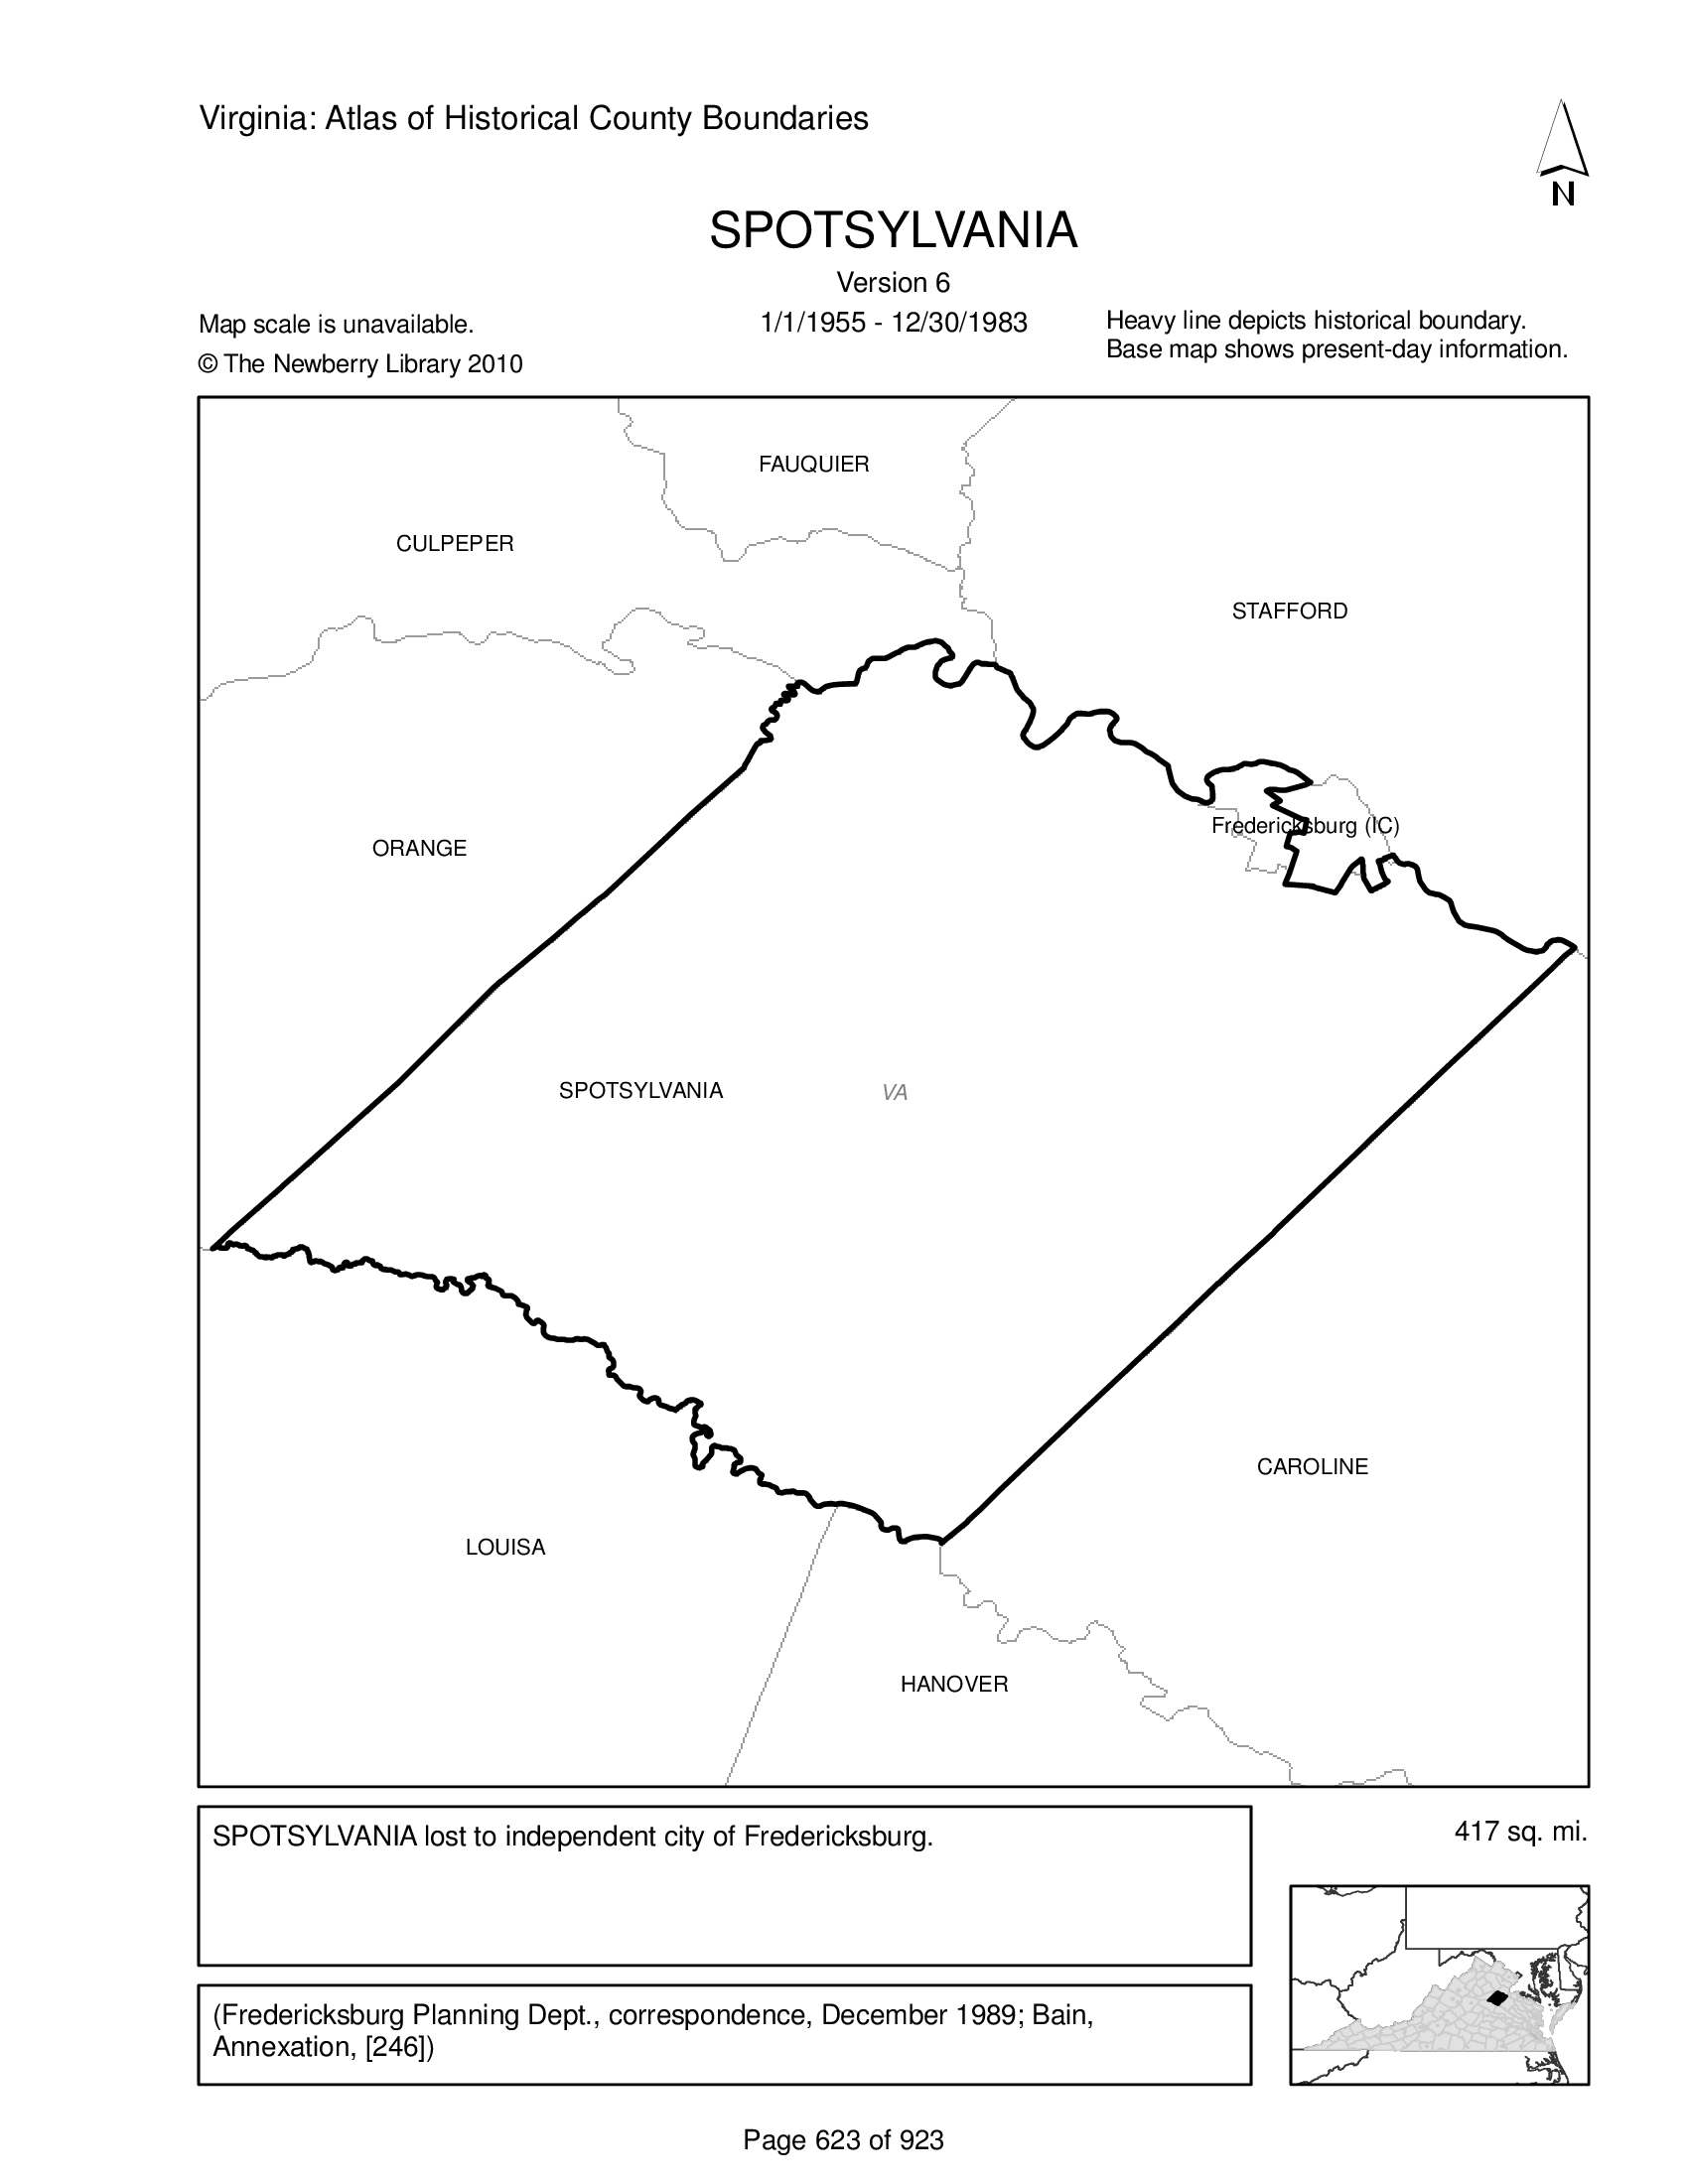 Virginia: Atlas of Historical County Boundaries
N
SPOTSYLVANIA
Version 6
Map scale is unavailable.
1/1/1955 - 12/30/1983
Heavy line depicts historical boundary.
© The Newberry Library 2010
Base map shows present-day information.
FAUQUIER
CULPEPER
STAFFORD
Fredericksburg (IC)
ORANGE
SPOTSYLVANIA
VA
CAROLINE
LOUISA
HANOVER
SPOTSYLVANIA lost to independent city of Fredericksburg.
417 sq. mi.
(Fredericksburg Planning Dept., correspondence, December 1989; Bain,
Annexation, [246])
Page 623 of 923